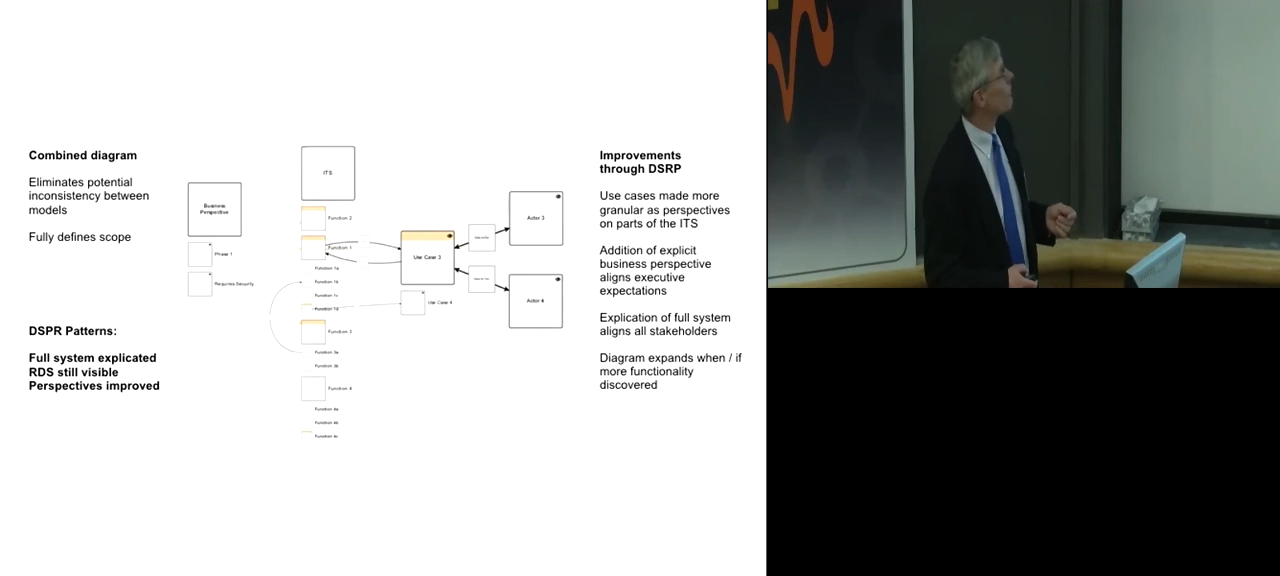 Combined diagram
Eliminates potential
inconsistency between
models
Fully defines scope
DSPR Patterns:
Full system explicated
RDS still visible
Perspectives improved
Business
Perspective
Phase 1
Requires Security
ITS
Function 2
Function 1
Function 1a
Function 1b
Function 1c
Function 1d
Function 3
Function 3a
Function 3b
Function 4
Function 4a
Function 4b
Function 4c
Use Case 3
Use Case 4
Actor 3
Actor 4
Improvements
through DSRP
Use cases made more
granular as perspectives
on parts of the ITS
Addition of explicit
business perspective
aligns executive
expectations
Explication of full system
aligns all stakeholders
Diagram expands when / if
more functionality
discovered